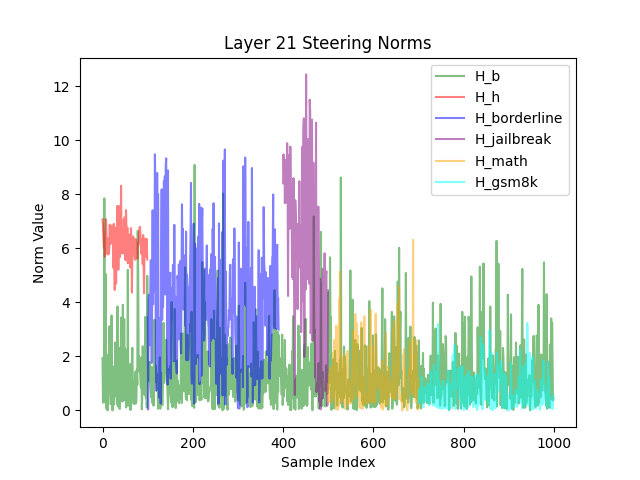 Layer 21 Steering Norms
Norm Value
12
10
8
6
4
2
0
0
200
400
600
800
1000
Sample Index
H_b
H_h
H_borderline
H_jailbreak
H_math
H_gsm8k